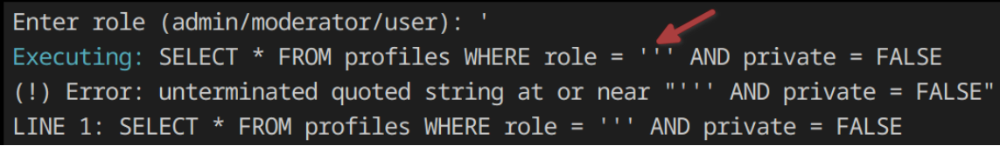 Enter role (admin/moderator/user): '
Executing: SELECT * FROM profiles WHERE role = ''' AND private = FALSE
(!) Error: unterminated quoted string at or near "''' AND private = FALSE"
LINE 1: SELECT * FROM profiles WHERE role = ''' AND private = FALSE